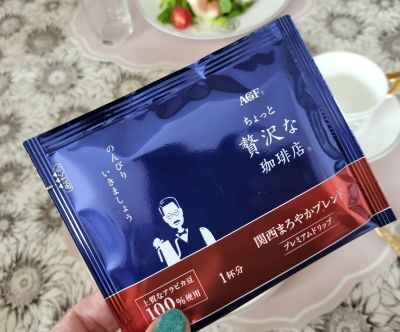 AGF®
ちょっと
贅沢な
珈琲店®
のんびり
いきましょう
関西まろやかブレンド
プレミアムドリップ
1杯分
上質なアラビカ豆
100%使用